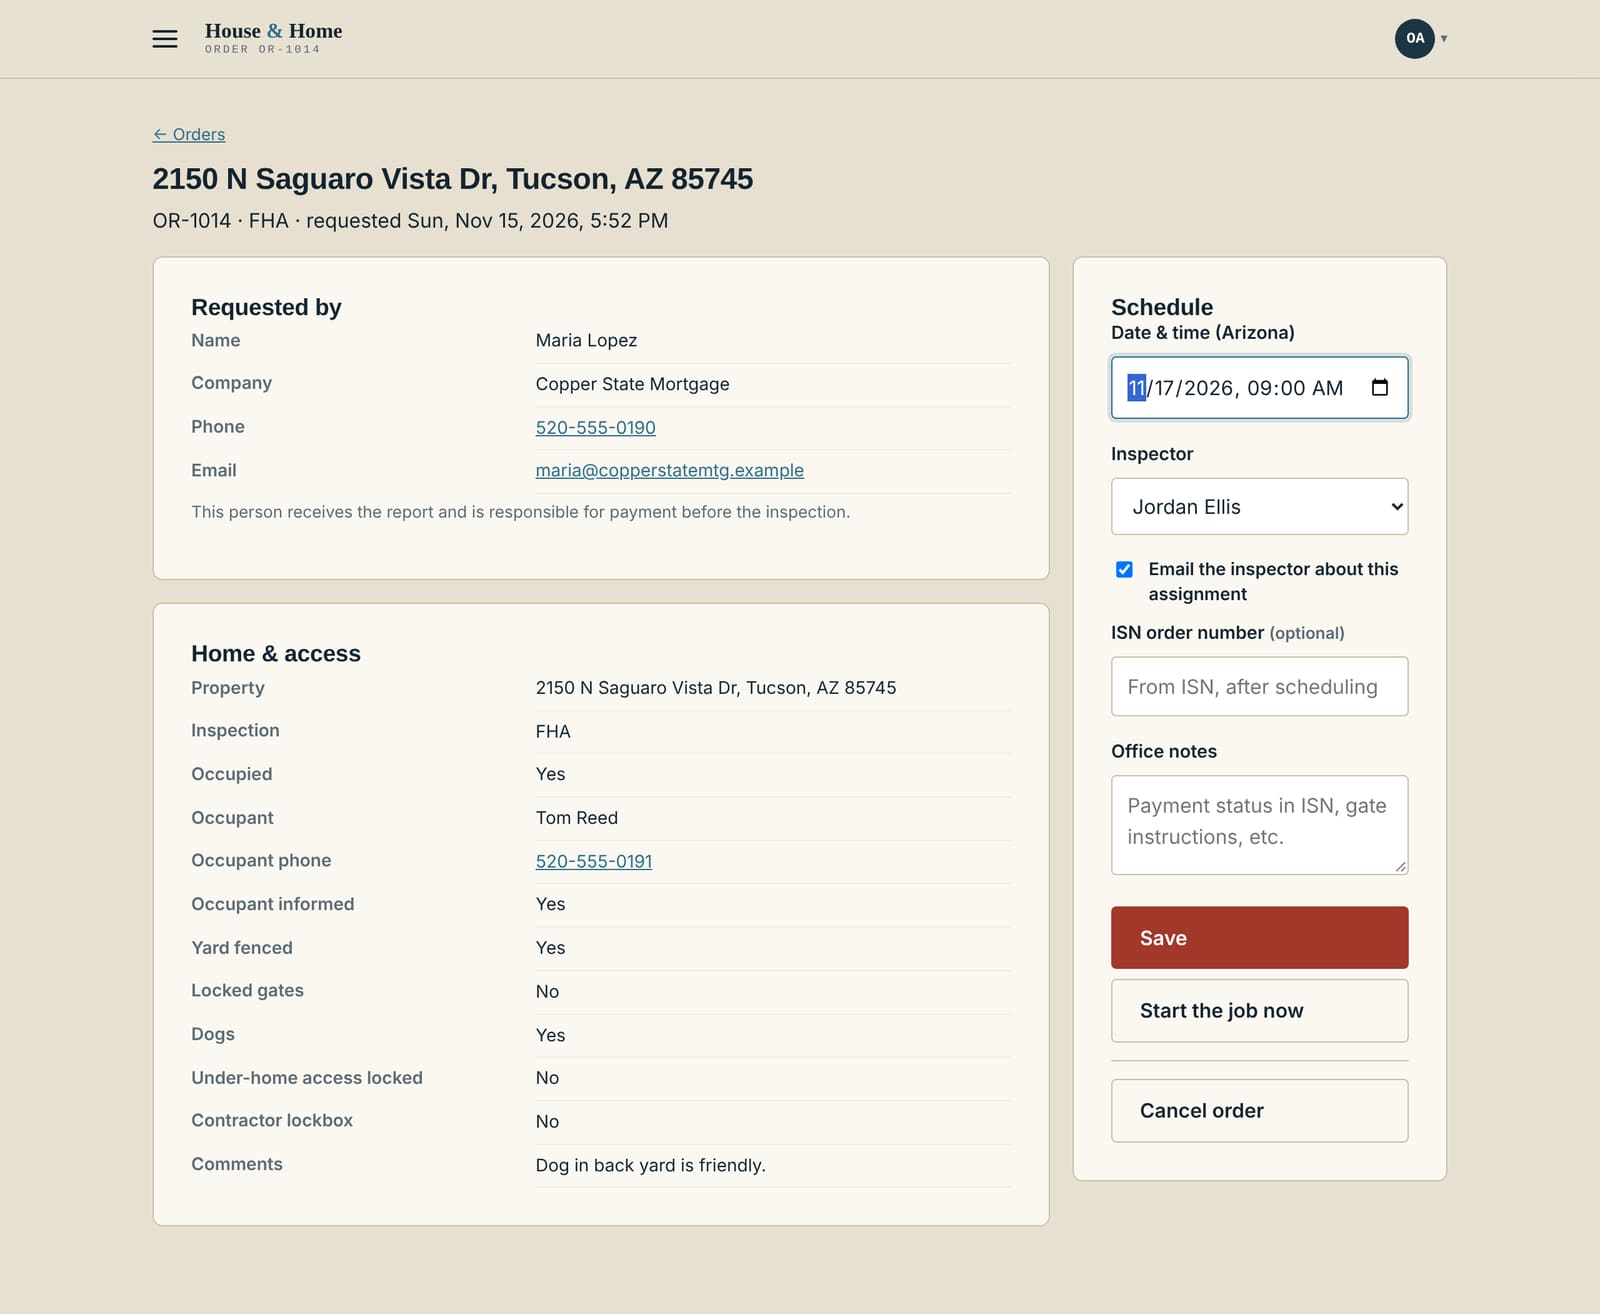 House & Home
ORDER OR-1014
OA ▾
← Orders
2150 N Saguaro Vista Dr, Tucson, AZ 85745
OR-1014 · FHA · requested Sun, Nov 15, 2026, 5:52 PM
Requested by
Name Maria Lopez
Company Copper State Mortgage
Phone 520-555-0190
Email maria@copperstatemtg.example
This person receives the report and is responsible for payment before the inspection.
Home & access
Property 2150 N Saguaro Vista Dr, Tucson, AZ 85745
Inspection FHA
Occupied Yes
Occupant Tom Reed
Occupant phone 520-555-0191
Occupant informed Yes
Yard fenced Yes
Locked gates No
Dogs Yes
Under-home access locked No
Contractor lockbox No
Comments Dog in back yard is friendly.
Schedule
Date & time (Arizona)
11/17/2026, 09:00 AM
Inspector
Jordan Ellis
Email the inspector about this
assignment
ISN order number (optional)
From ISN, after scheduling
Office notes
Payment status in ISN, gate
instructions, etc.
Save
Start the job now
Cancel order